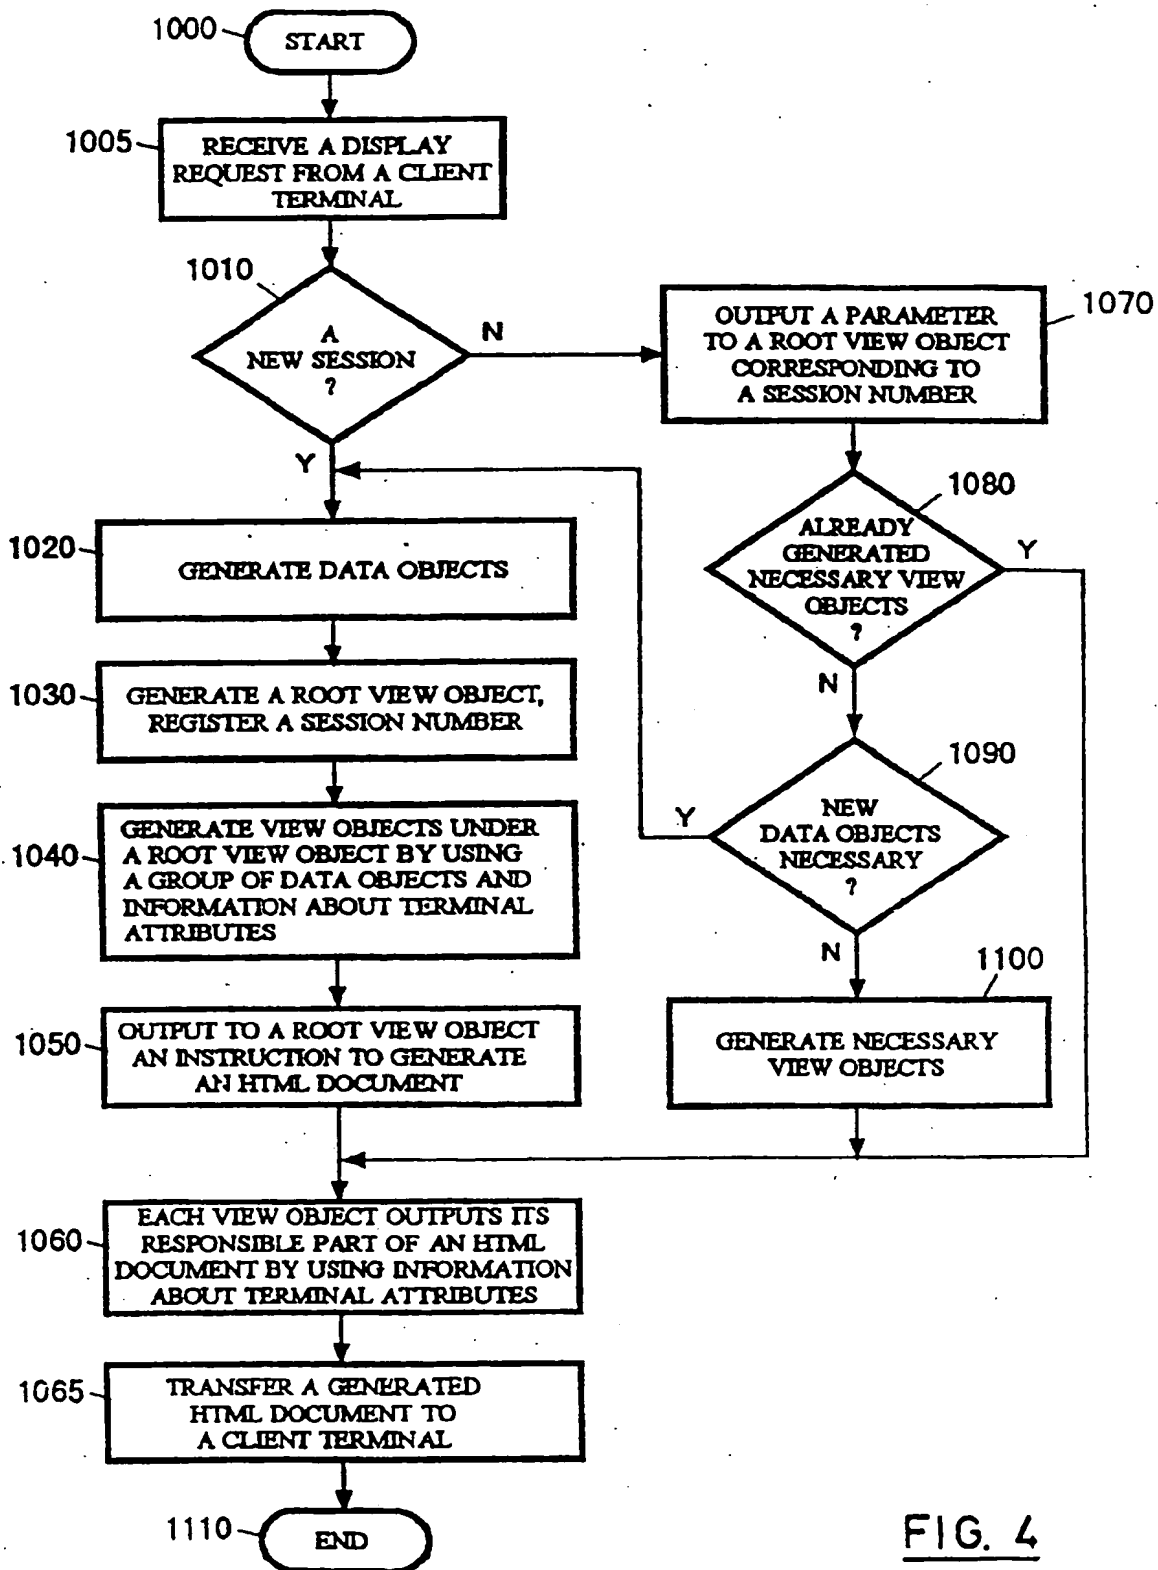 1000
START
1005
RECEIVE A DISPLAY
REQUEST FROM A CLIENT
TERMINAL
1010
A
NEW SESSION
?
N
Y
1070
OUTPUT A PARAMETER
TO A ROOT VIEW OBJECT
CORRESPONDING TO
A SESSION NUMBER
1080
ALREADY
GENERATED
NECESSARY VIEW
OBJECTS
?
Y
N
1020
GENERATE DATA OBJECTS
1030
GENERATE A ROOT VIEW OBJECT,
REGISTER A SESSION NUMBER
1090
NEW
DATA OBJECTS
NECESSARY
?
Y
N
1040
GENERATE VIEW OBJECTS UNDER
A ROOT VIEW OBJECT BY USING
A GROUP OF DATA OBJECTS AND
INFORMATION ABOUT TERMINAL
ATTRIBUTES
1100
GENERATE NECESSARY
VIEW OBJECTS
1050
OUTPUT TO A ROOT VIEW OBJECT
AN INSTRUCTION TO GENERATE
AN HTML DOCUMENT
1060
EACH VIEW OBJECT OUTPUTS ITS
RESPONSIBLE PART OF AN HTML
DOCUMENT BY USING INFORMATION
ABOUT TERMINAL ATTRIBUTES
1065
TRANSFER A GENERATED
HTML DOCUMENT TO
A CLIENT TERMINAL
1110
END
FIG. 4